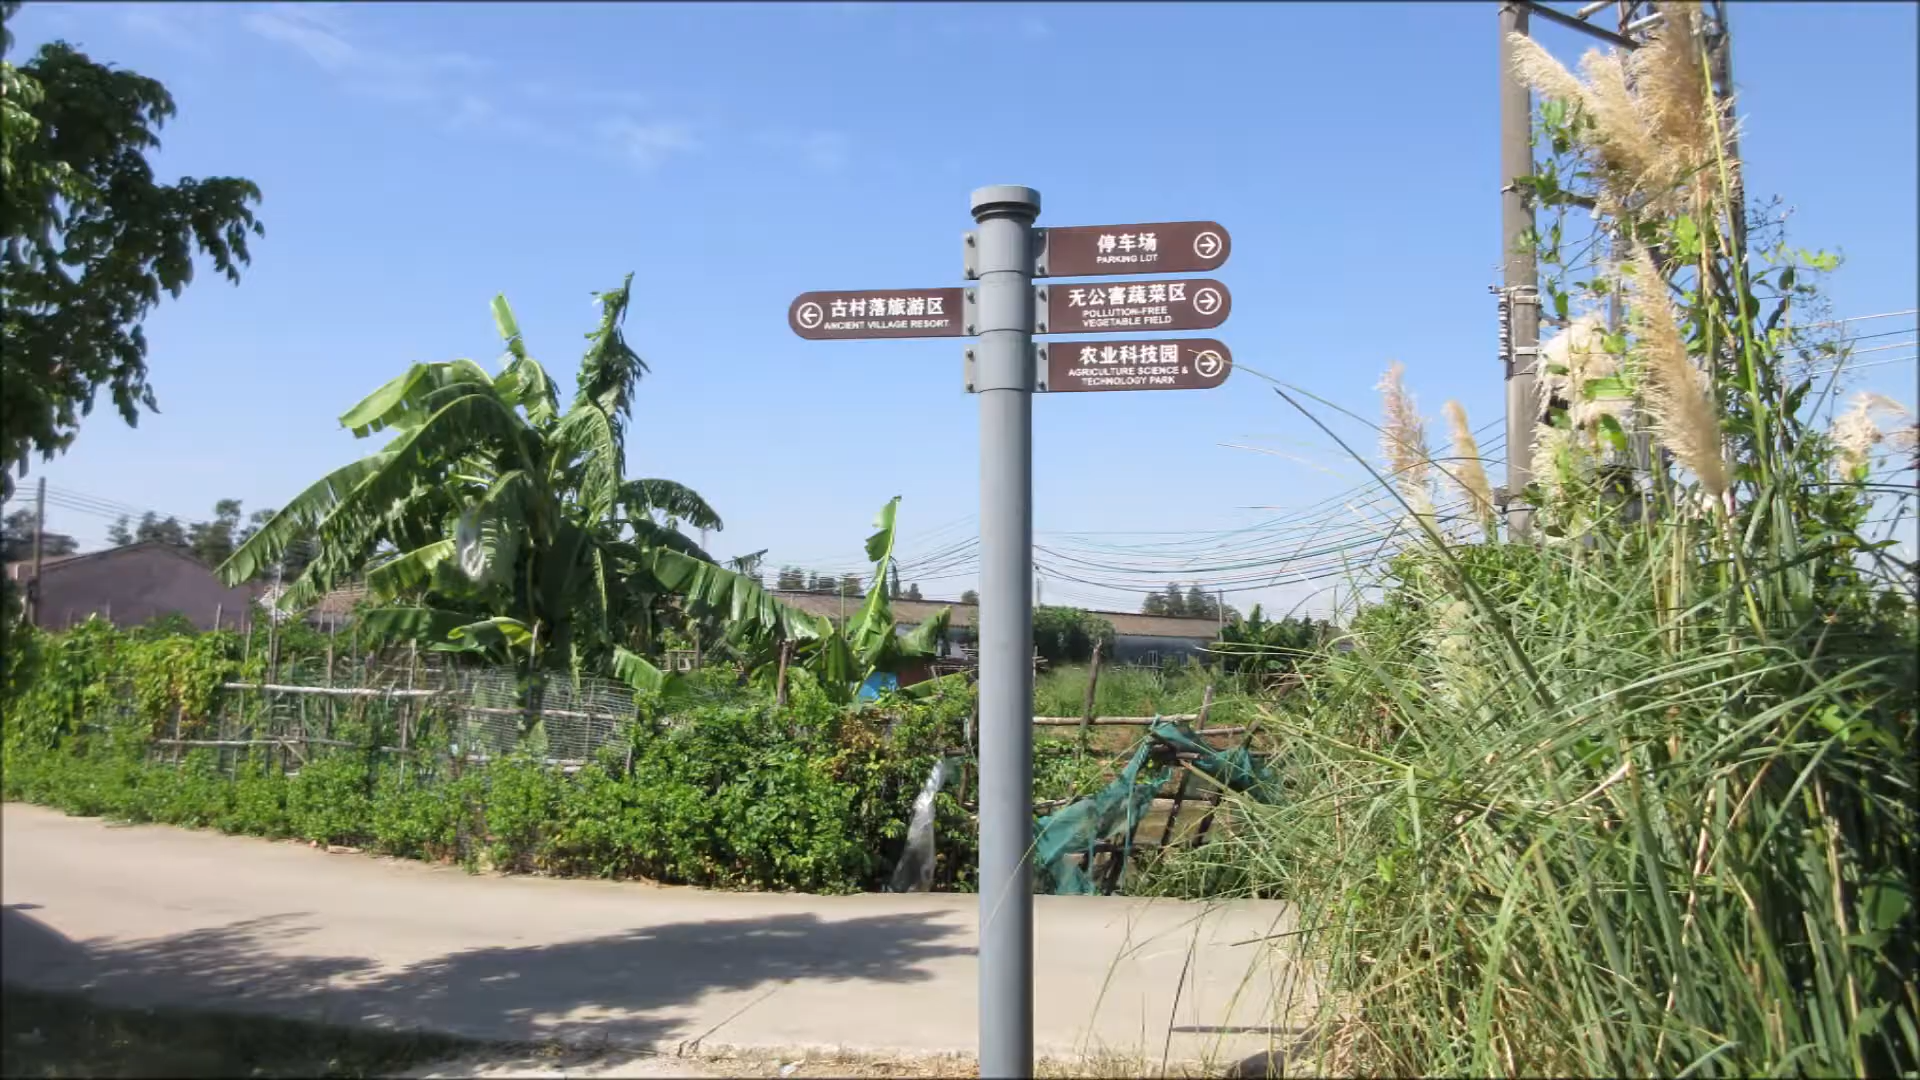 停车场
PARKING LOT
古村落旅游区
ANCIENT VILLAGE RESORT
无公害蔬菜区
POLLUTION-FREE
VEGETABLE FIELD
农业科技园
AGRICULTURE SCIENCE &
TECHNOLOGY PARK